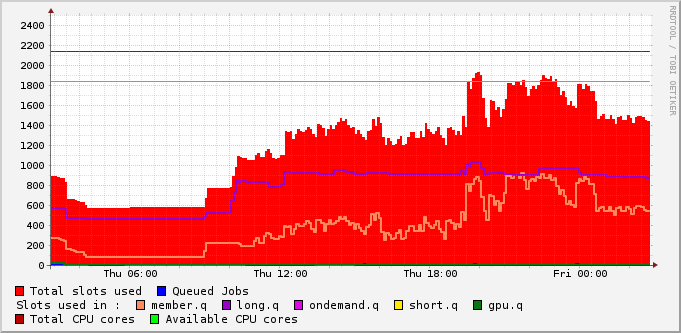 RRDTOOL / TOBI OETIKER
2400
2200
2000
1800
1600
1400
1200
1000
800
600
400
200
0
Thu 06:00 Thu 12:00 Thu 18:00 Fri 00:00
Total slots used Queued Jobs
Slots used in : member.q long.q ondemand.q short.q gpu.q
Total CPU cores Available CPU cores